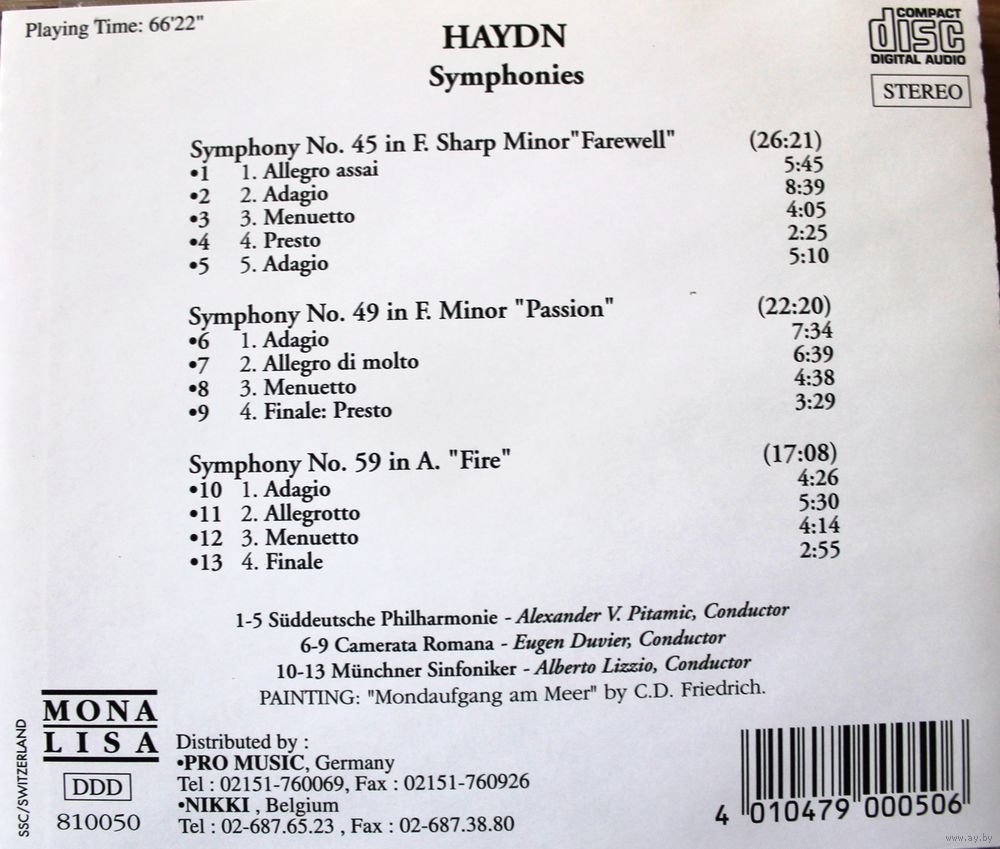 Playing Time: 66'22"
HAYDN
Symphonies
COMPACT
disc
DIGITAL AUDIO
STEREO
Symphony No. 45 in F. Sharp Minor"Farewell" (26:21)
•1 1. Allegro assai 5:45
•2 2. Adagio 8:39
•3 3. Menuetto 4:05
•4 4. Presto 2:25
•5 5. Adagio 5:10
Symphony No. 49 in F. Minor "Passion" (22:20)
•6 1. Adagio 7:34
•7 2. Allegro di molto 6:39
•8 3. Menuetto 4:38
•9 4. Finale: Presto 3:29
Symphony No. 59 in A. "Fire" (17:08)
•10 1. Adagio 4:26
•11 2. Allegrotto 5:30
•12 3. Menuetto 4:14
•13 4. Finale 2:55
1-5 Süddeutsche Philharmonie - Alexander V. Pitamic, Conductor
6-9 Camerata Romana - Eugen Duvier, Conductor
10-13 Münchner Sinfoniker - Alberto Lizzio, Conductor
PAINTING: "Mondaufgang am Meer" by C.D. Friedrich.
SSC/SWITZERLAND
MONA
LISA
DDD
810050
Distributed by :
•PRO MUSIC, Germany
Tel : 02151-760069, Fax : 02151-760926
•NIKKI , Belgium
Tel : 02-687.65.23 , Fax : 02-687.38.80
4 010479 000506
www.ay.by